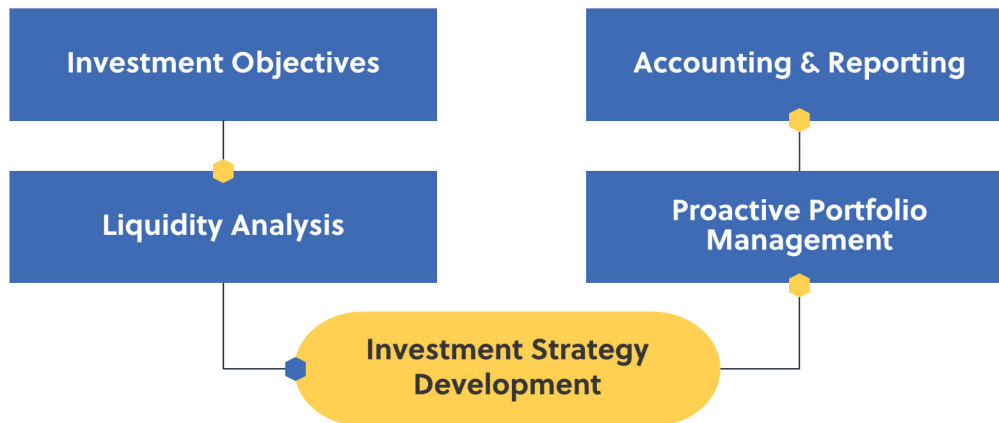 Investment Objectives
Liquidity Analysis
Investment Strategy
Development
Proactive Portfolio
Management
Accounting & Reporting